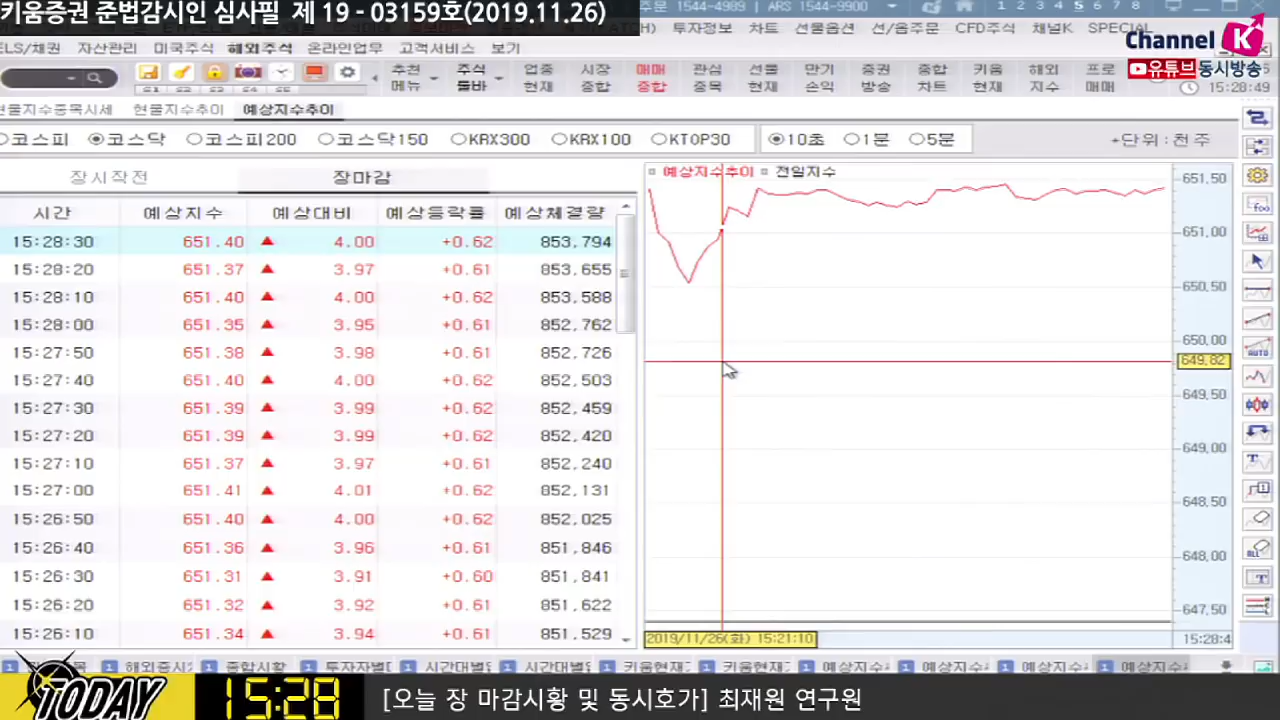 키움증권 준법감시인 심사필 제 19 - 03159호(2019.11.26)
주문 1544-4989 | ARS 1544-9900
1 2 3 4 5 6 7 8
투자정보 차트 선물옵션 선/옵주문 CFD주식 채널K SPECIAL
Channel K
ELS/채권 자산관리 미국주식 해외주식 온라인업무 고객서비스 보기
유튜브 동시방송
추천 주식 업종 시장 매매 관심 선물 만기 증권 종합 키움 해외 프로
메뉴 툴바 현재 종합 종합 종목 현재 손익 방송 차트 현재 지수 매매
15:28:49
현물지수종목시세 현물지수추이 예상지수추이
코스피 코스닥 코스피200 코스닥150 KRX300 KRX100 KTOP30 10초 1분 5분 +단위:천주
장시작전 장마감
예상지수추이 전일지수
시간 예상지수 예상대비 예상등락률 예상체결량
15:28:30 651.40 ▲ 4.00 +0.62 853,794
15:28:20 651.37 ▲ 3.97 +0.61 853,655
15:28:10 651.40 ▲ 4.00 +0.62 853,588
15:28:00 651.35 ▲ 3.95 +0.61 852,762
15:27:50 651.38 ▲ 3.98 +0.61 852,726
15:27:40 651.40 ▲ 4.00 +0.62 852,503
15:27:30 651.39 ▲ 3.99 +0.62 852,459
15:27:20 651.39 ▲ 3.99 +0.62 852,420
15:27:10 651.37 ▲ 3.97 +0.61 852,240
15:27:00 651.41 ▲ 4.01 +0.62 852,131
15:26:50 651.40 ▲ 4.00 +0.62 852,025
15:26:40 651.36 ▲ 3.96 +0.61 851,846
15:26:30 651.31 ▲ 3.91 +0.60 851,841
15:26:20 651.32 ▲ 3.92 +0.61 851,622
15:26:10 651.34 ▲ 3.94 +0.61 851,529
651,50
651,00
650,50
650,00
649,82
649,50
649,00
648,50
648,00
647,50
2019/11/26(화) 15:21:10
15:28:4
foo
AUTO
T
ALL
T
해외증시 종합시황 투자자별 시간대별 시간대별 키움현재 키움현재 예상지수 예상지수 예상지수 예상지수
TODAY
15:28
[오늘 장 마감시황 및 동시호가] 최재원 연구원